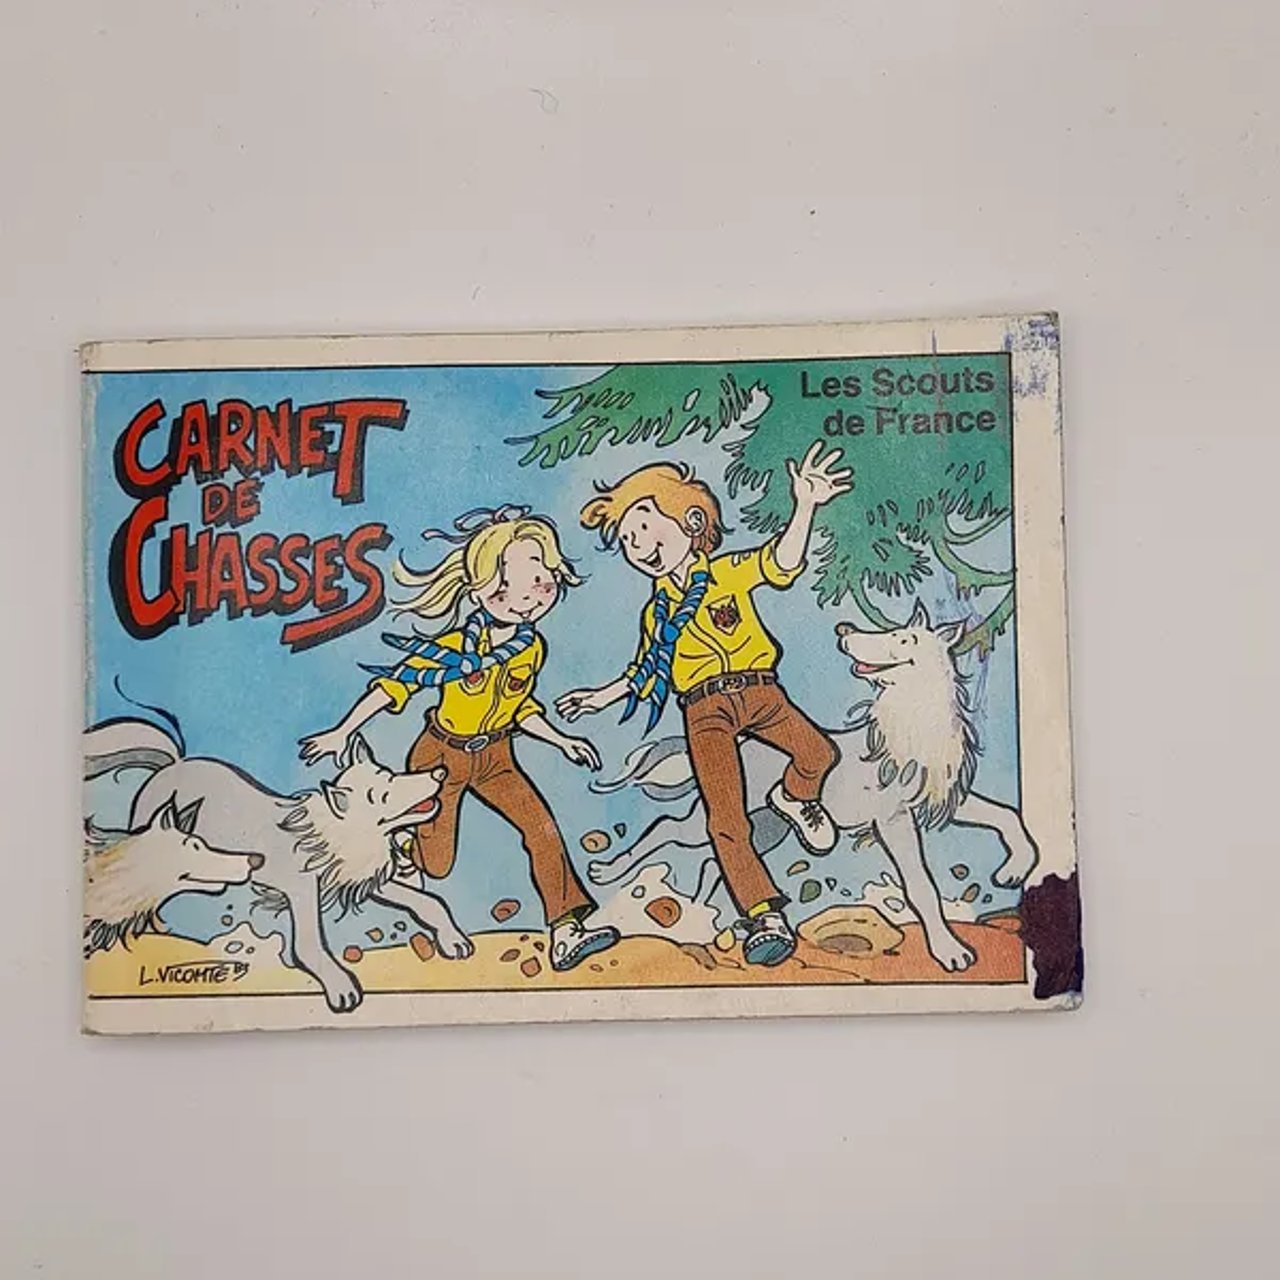 CARNET
DE
CHASSES
Les Scouts
de France
L. VICOMTE